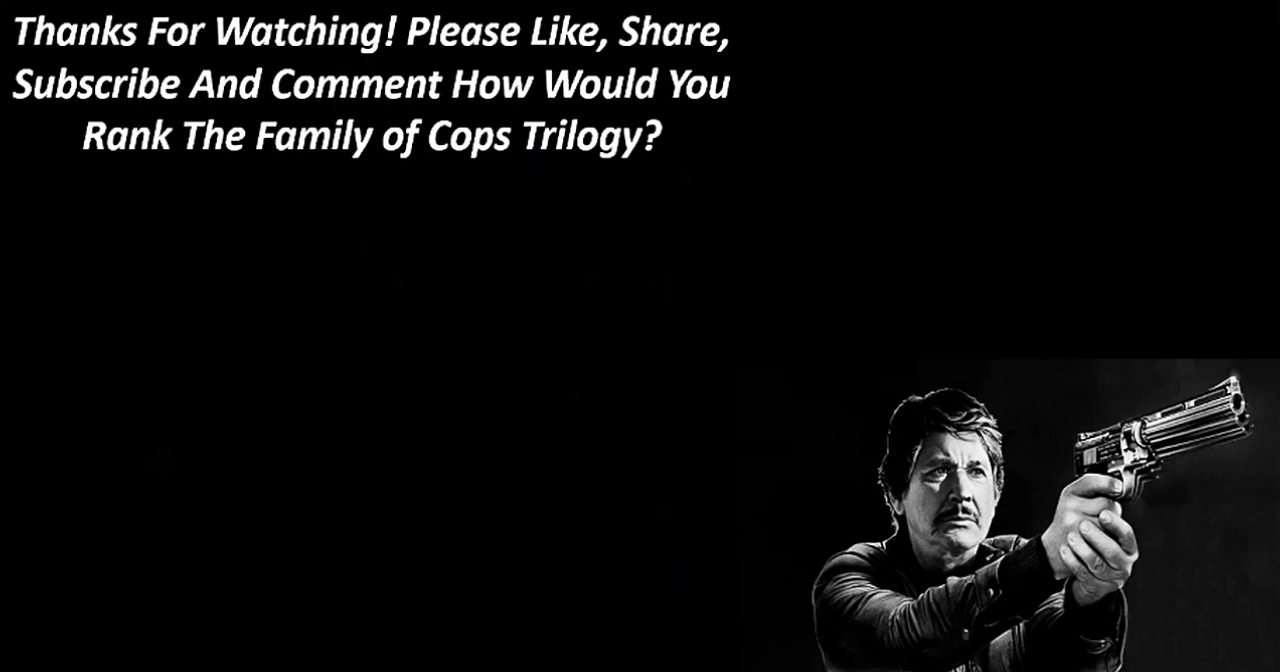 Thanks For Watching! Please Like, Share,
Subscribe And Comment How Would You
Rank The Family of Cops Trilogy?